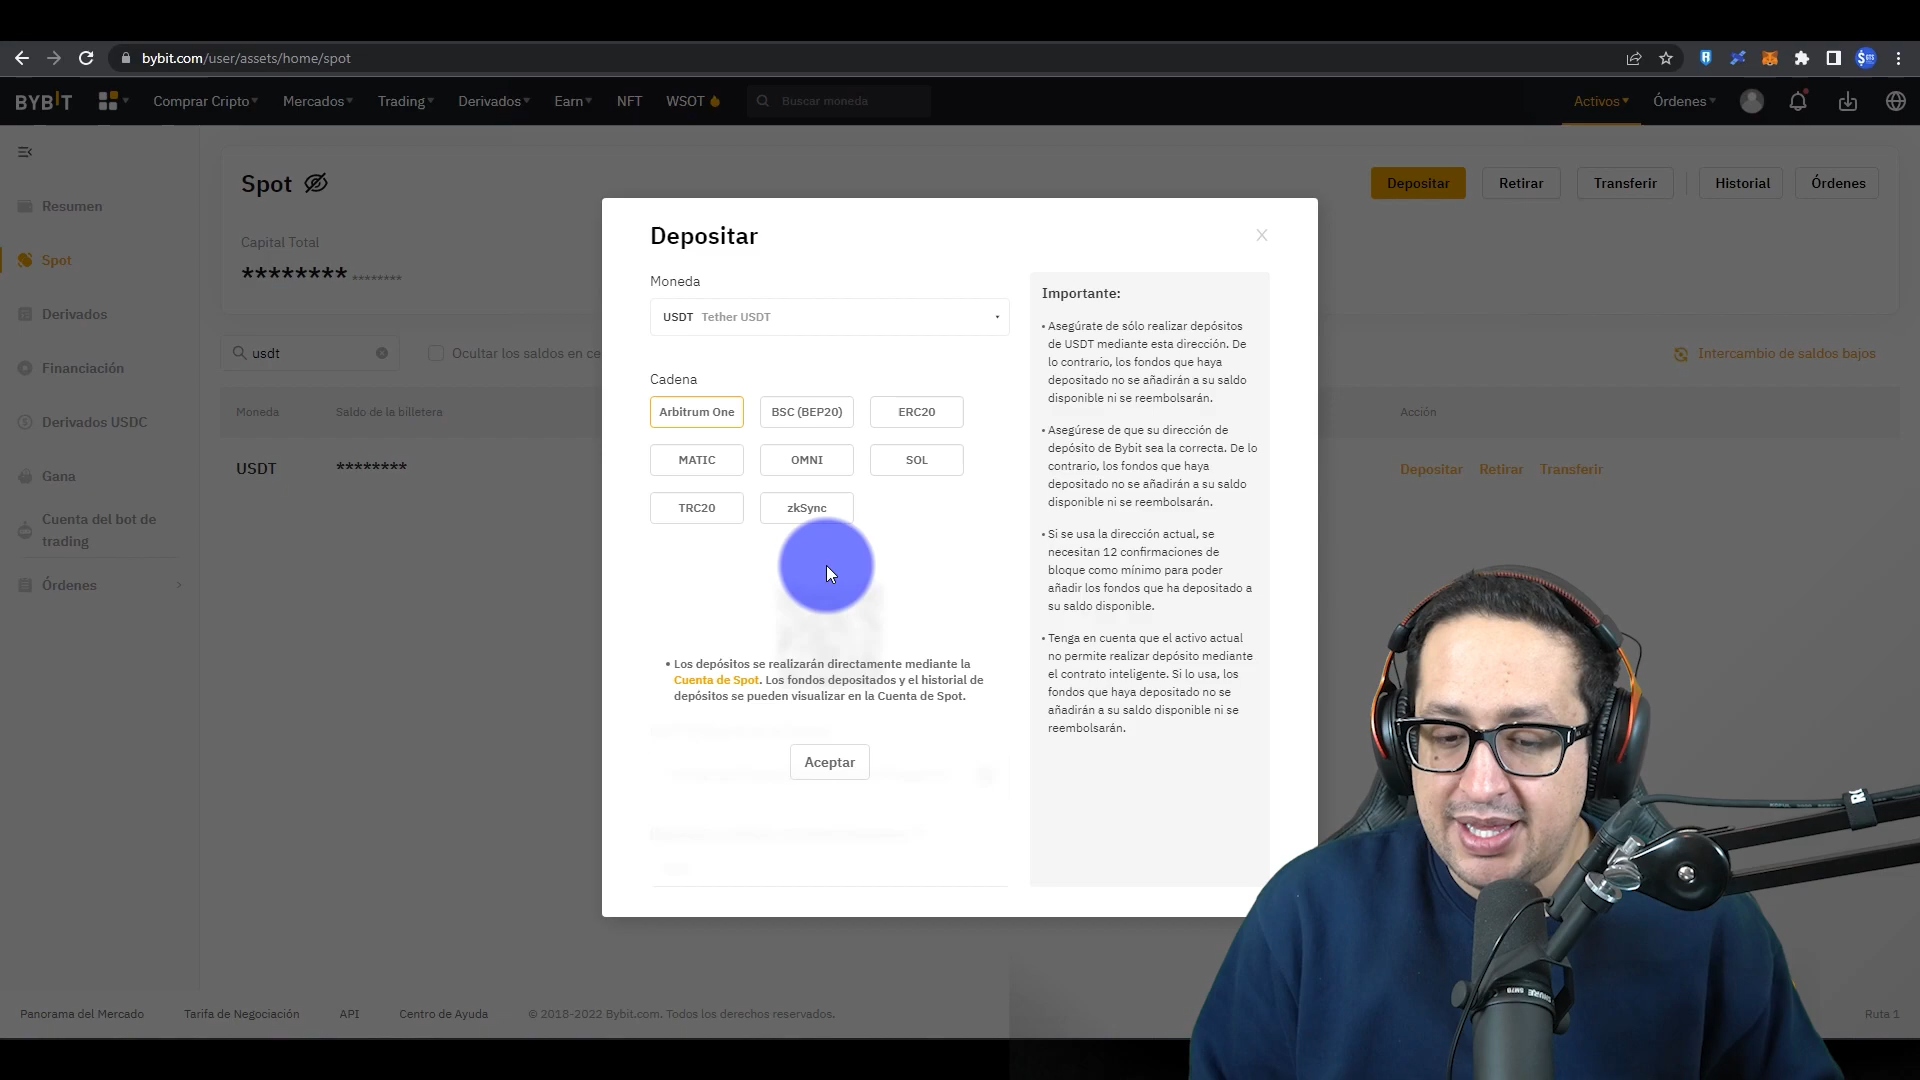 bybit.com/user/assets/home/spot
BYBIT
Comprar Cripto
Mercados
Trading
Derivados
Earn
NFT
WSOT
Buscar moneda
Activos
Órdenes
Resumen
Spot
Derivados
Financiación
Derivados USDC
Gana
Cuenta del bot de
trading
Órdenes
Spot
Depositar
Retirar
Transferir
Historial
Órdenes
Capital Total
******** ********
usdt
Ocultar los saldos en ce
Intercambio de saldos bajos
Moneda
Saldo de la billetera
Acción
USDT
********
Depositar
Retirar
Transferir
Depositar
Moneda
USDT Tether USDT
Cadena
Arbitrum One
BSC (BEP20)
ERC20
MATIC
OMNI
SOL
TRC20
zkSync
• Los depósitos se realizarán directamente mediante la
Cuenta de Spot. Los fondos depositados y el historial de
depósitos se pueden visualizar en la Cuenta de Spot.
Aceptar
Importante:
• Asegúrate de sólo realizar depósitos
de USDT mediante esta dirección. De
lo contrario, los fondos que haya
depositado no se añadirán a su saldo
disponible ni se reembolsarán.
• Asegúrese de que su dirección de
depósito de Bybit sea la correcta. De lo
contrario, los fondos que haya
depositado no se añadirán a su saldo
disponible ni se reembolsarán.
• Si se usa la dirección actual, se
necesitan 12 confirmaciones de
bloque como mínimo para poder
añadir los fondos que ha depositado a
su saldo disponible.
• Tenga en cuenta que el activo actual
no permite realizar depósito mediante
el contrato inteligente. Si lo usa, los
fondos que haya depositado no se
añadirán a su saldo disponible ni se
reembolsarán.
Panorama del Mercado
Tarifa de Negociación
API
Centro de Ayuda
© 2018-2022 Bybit.com. Todos los derechos reservados.
Ruta 1